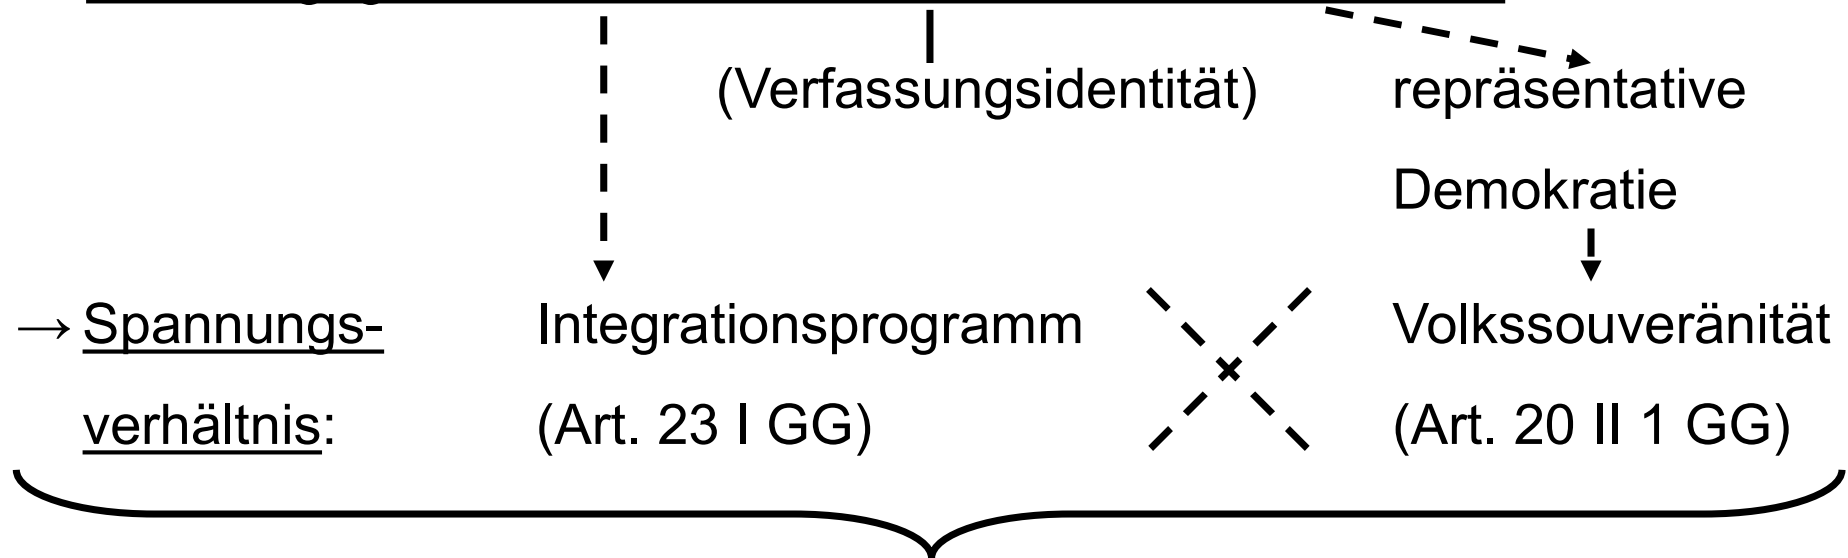 (Verfassungsidentität) repräsentative
Demokratie
→ Spannungs- Integrationsprogramm Volkssouveränität
verhältnis: (Art. 23 I GG) (Art. 20 II 1 GG)